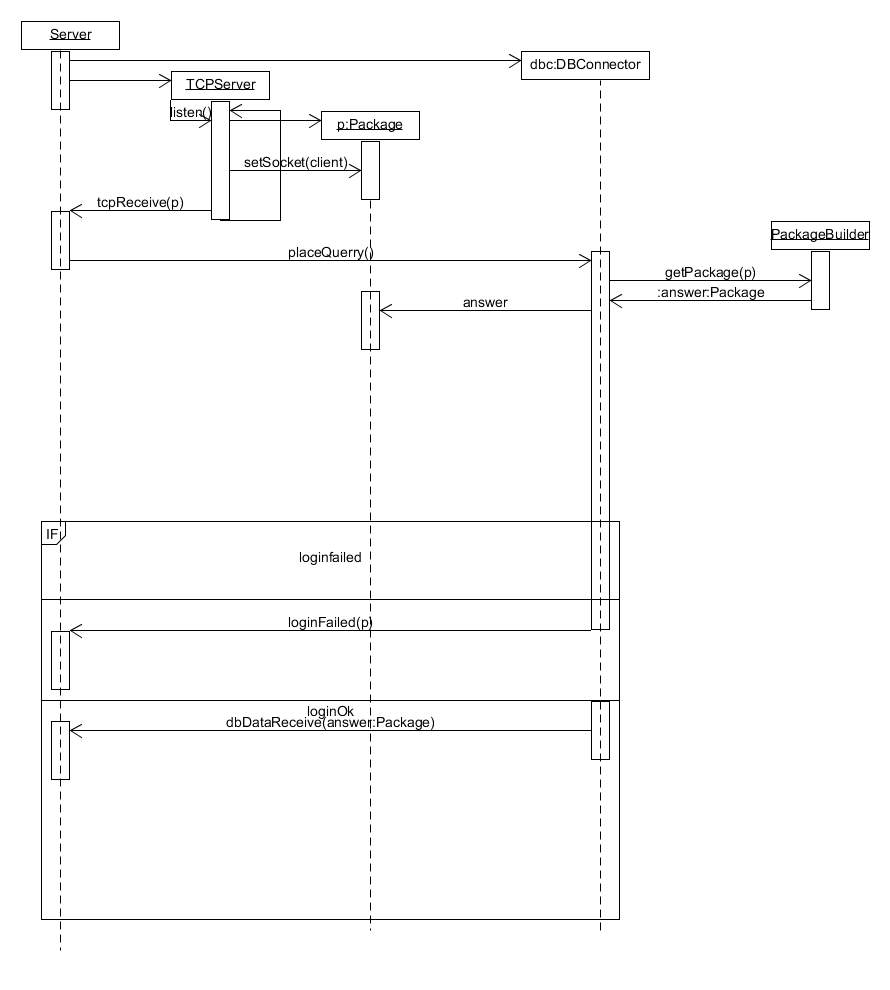 Server
dbc:DBConnector
TCPServer
listen()
p:Package
setSocket(client)
tcpReceive(p)
PackageBuilder
placeQuerry()
getPackage(p)
:answer:Package
answer
IF
loginfailed
loginFailed(p)
loginOk
dbDataReceive(answer:Package)